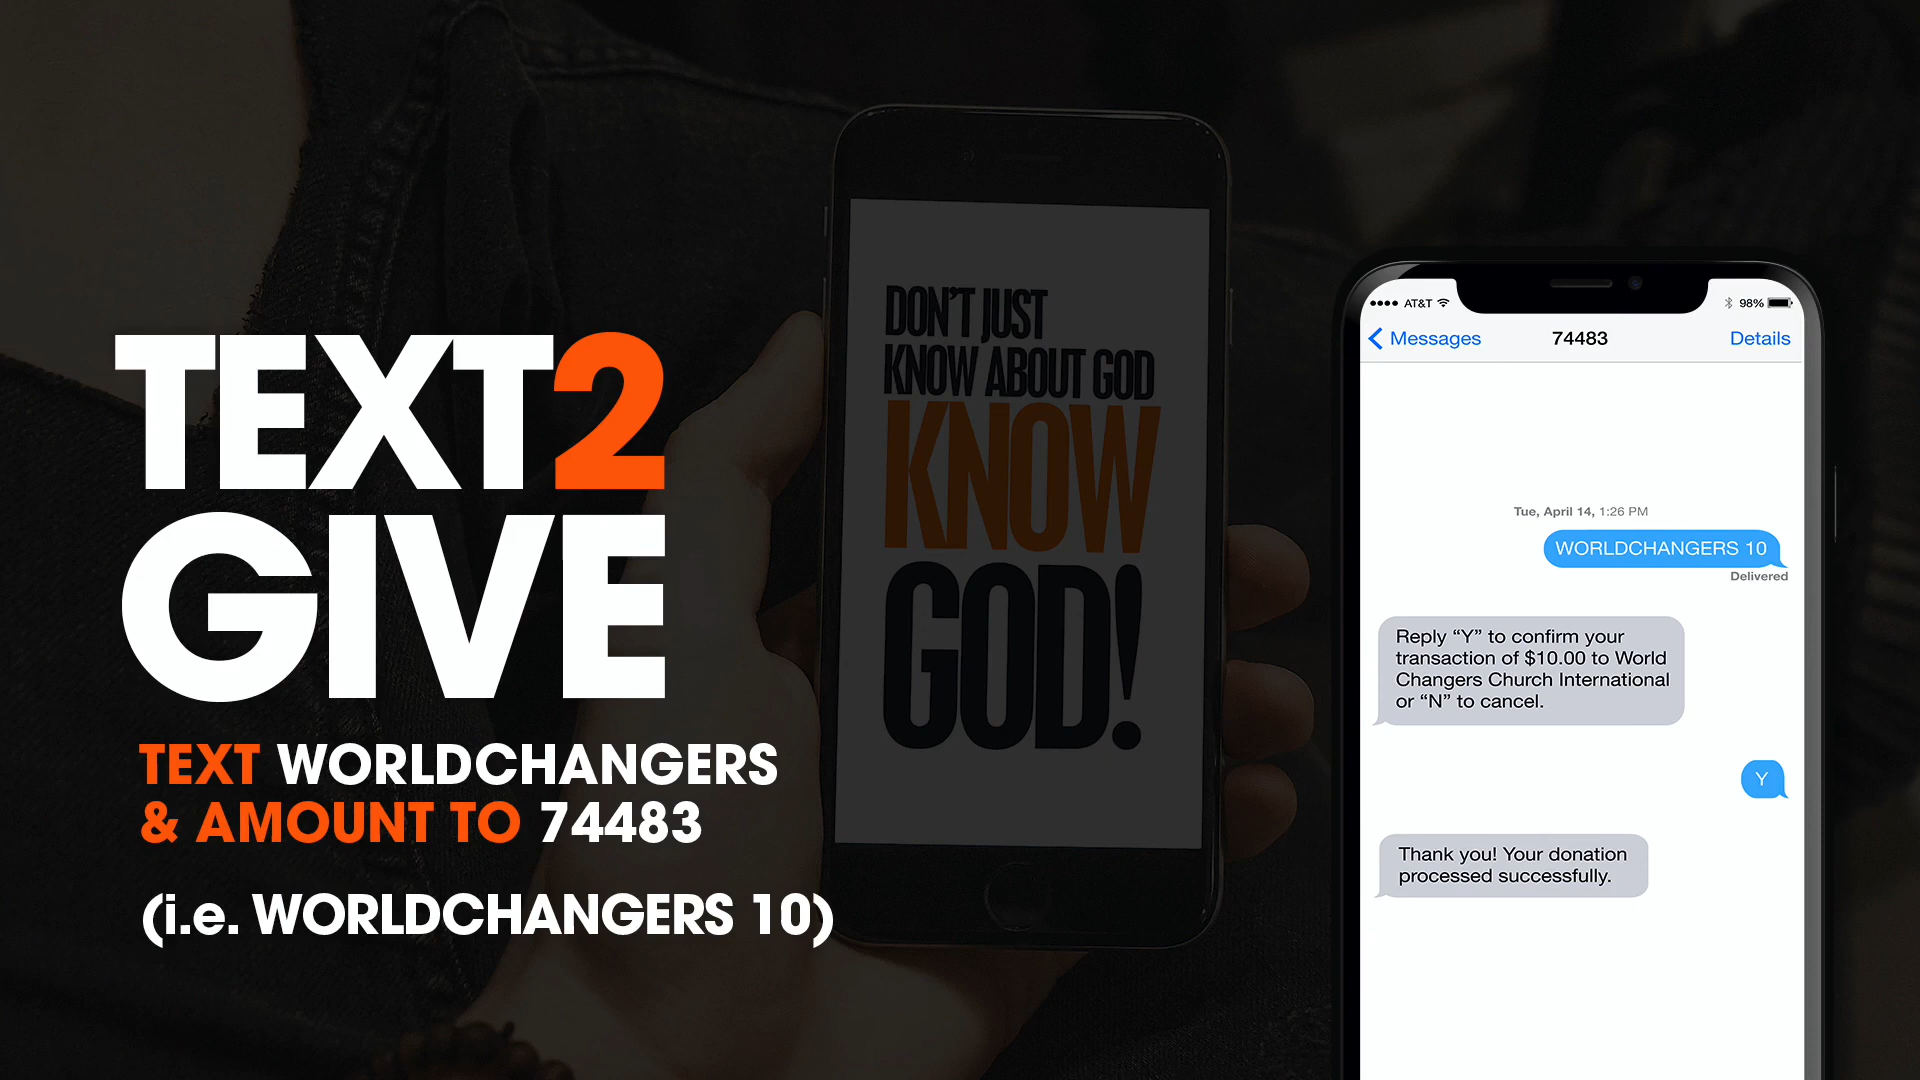 TEXT2
GIVE
TEXT WORLDCHANGERS
& AMOUNT TO 74483
(i.e. WORLDCHANGERS 10)
DON'T JUST
KNOW ABOUT GOD
KNOW
GOD!
AT&T 98%
Messages 74483 Details
Tue, April 14, 1:26 PM
WORLDCHANGERS 10
Delivered
Reply “Y” to confirm your
transaction of $10.00 to World
Changers Church International
or “N” to cancel.
Y
Thank you! Your donation
processed successfully.